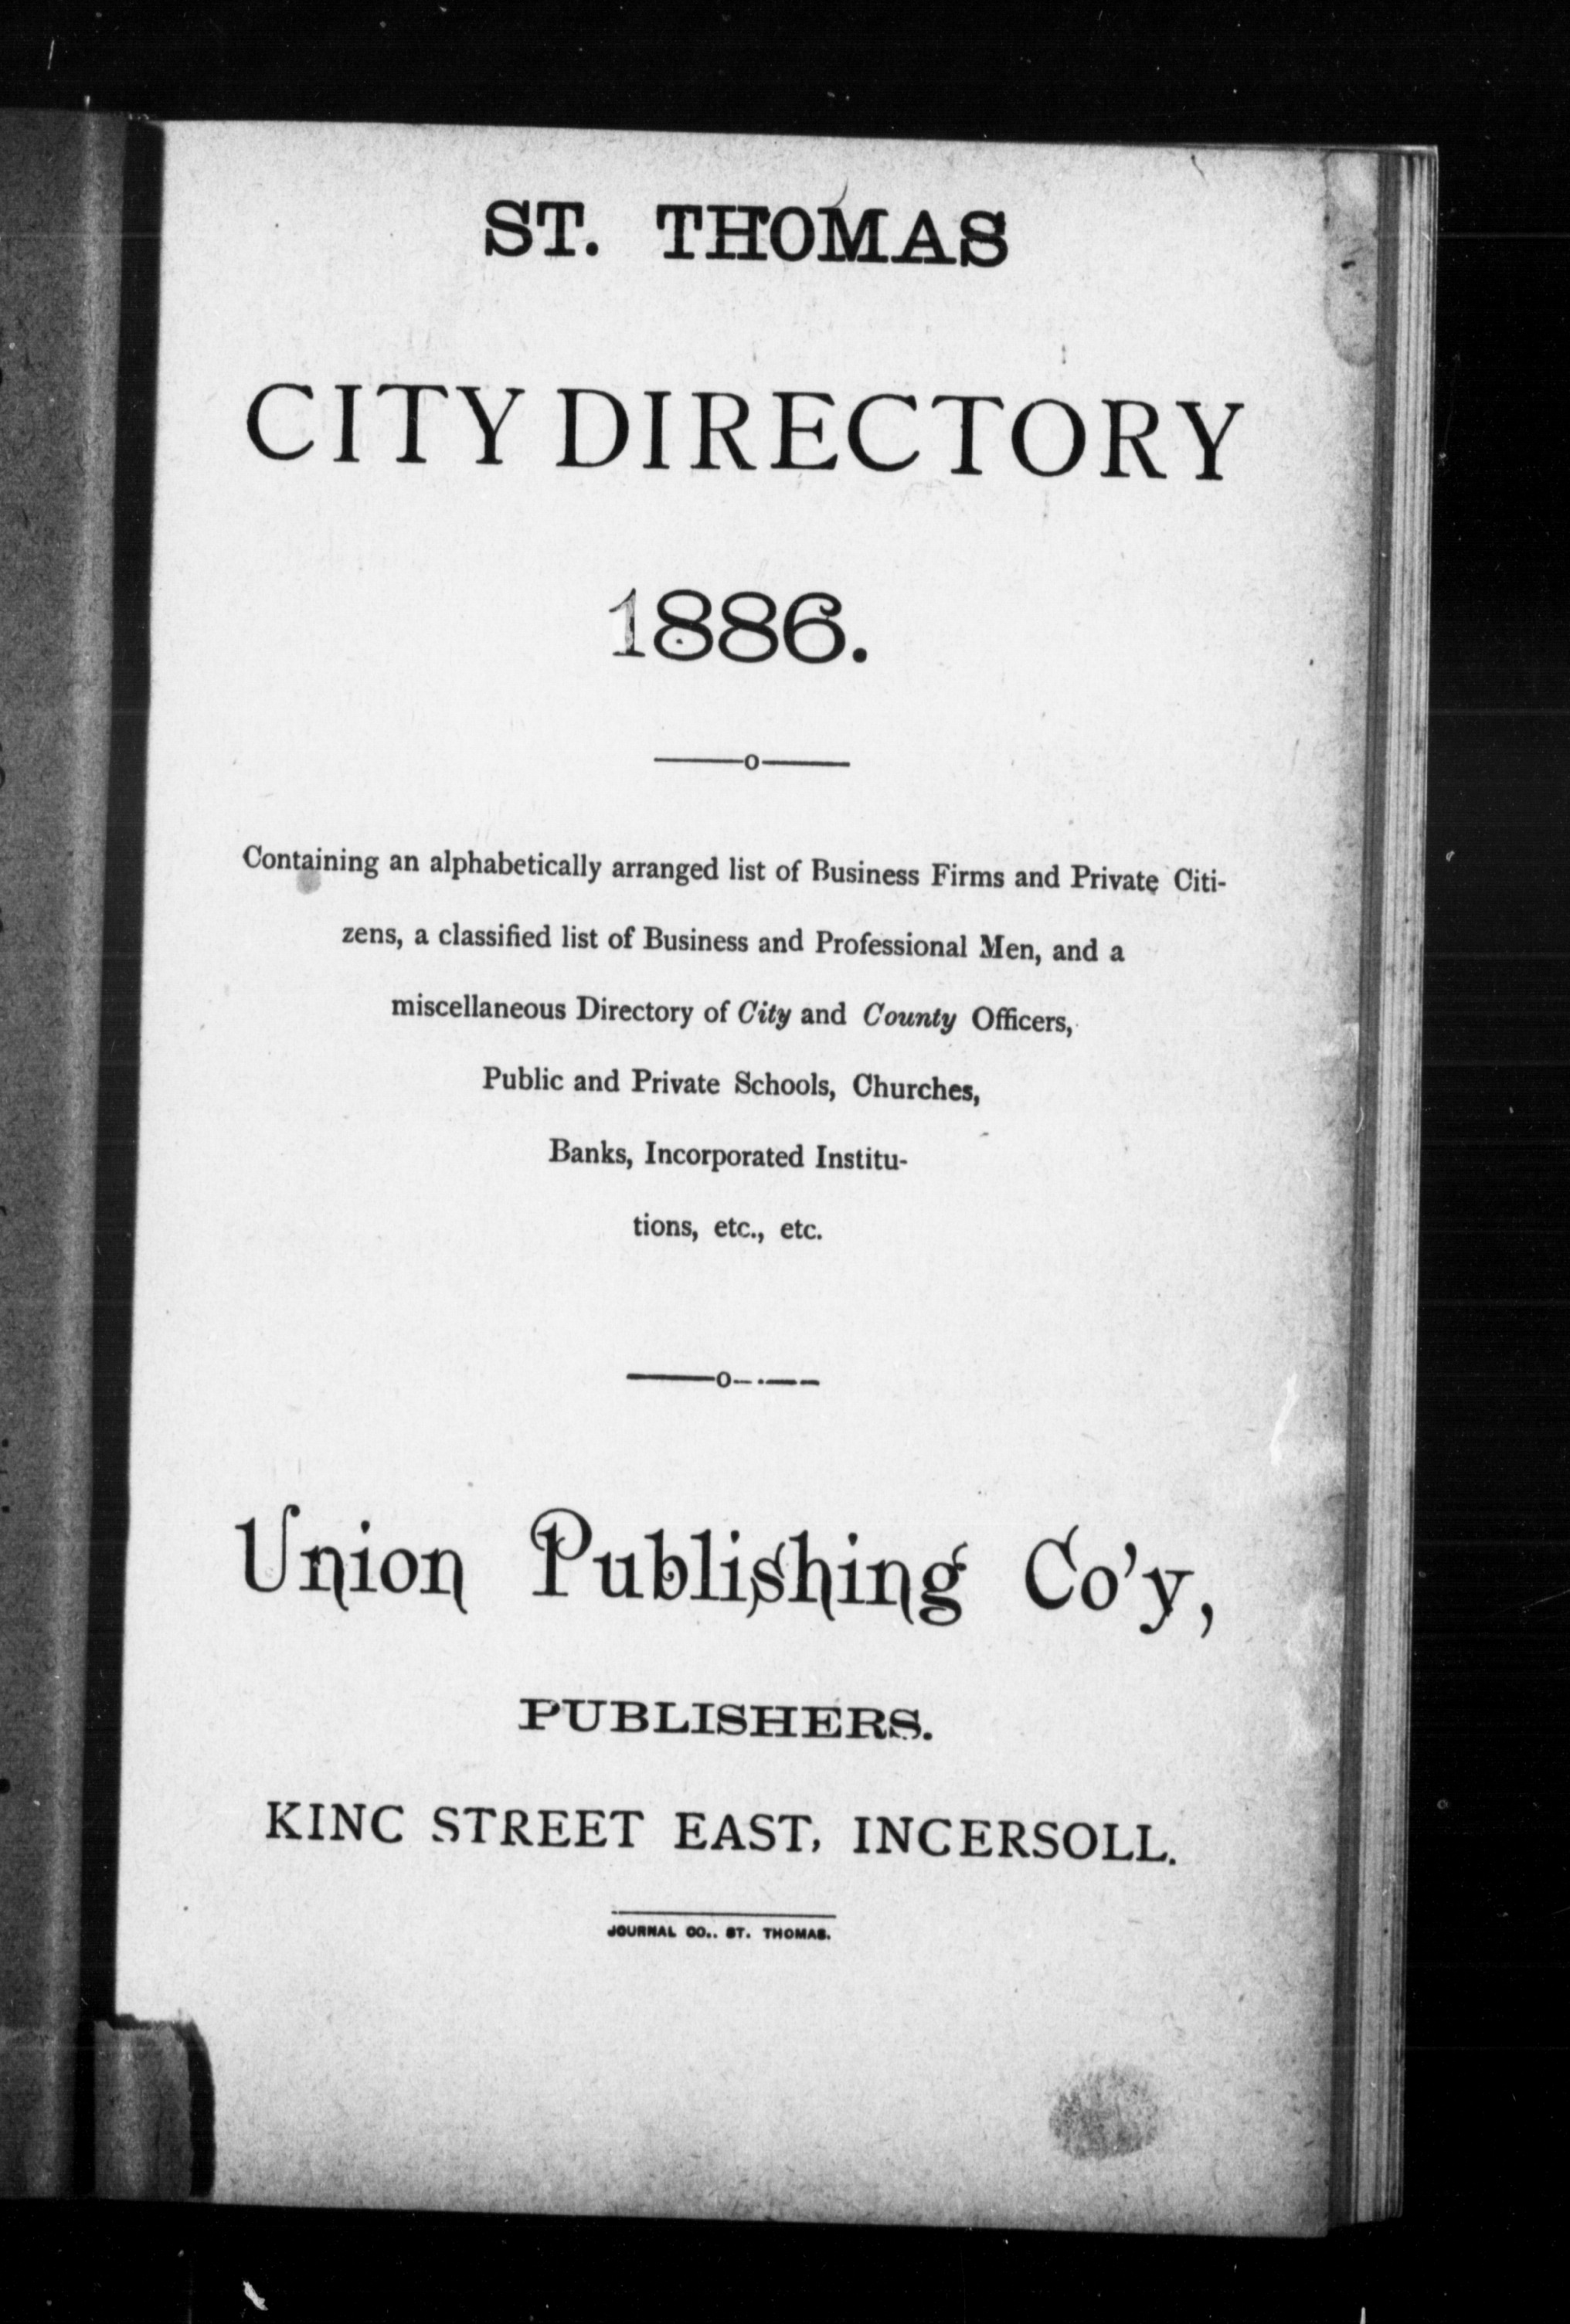 ST. THOMAS
CITY DIRECTORY
1886.
Containing an alphabetically arranged list of Business Firms and Private Citi-
zens, a classified list of Business and Professional Men, and a
miscellaneous Directory of City and County Officers,
Public and Private Schools, Churches,
Banks, Incorporated Institu-
tions, etc., etc.
Union Publishing Co'y,
PUBLISHERS.
KING STREET EAST, INGERSOLL.
JOURNAL CO., ST. THOMAS.